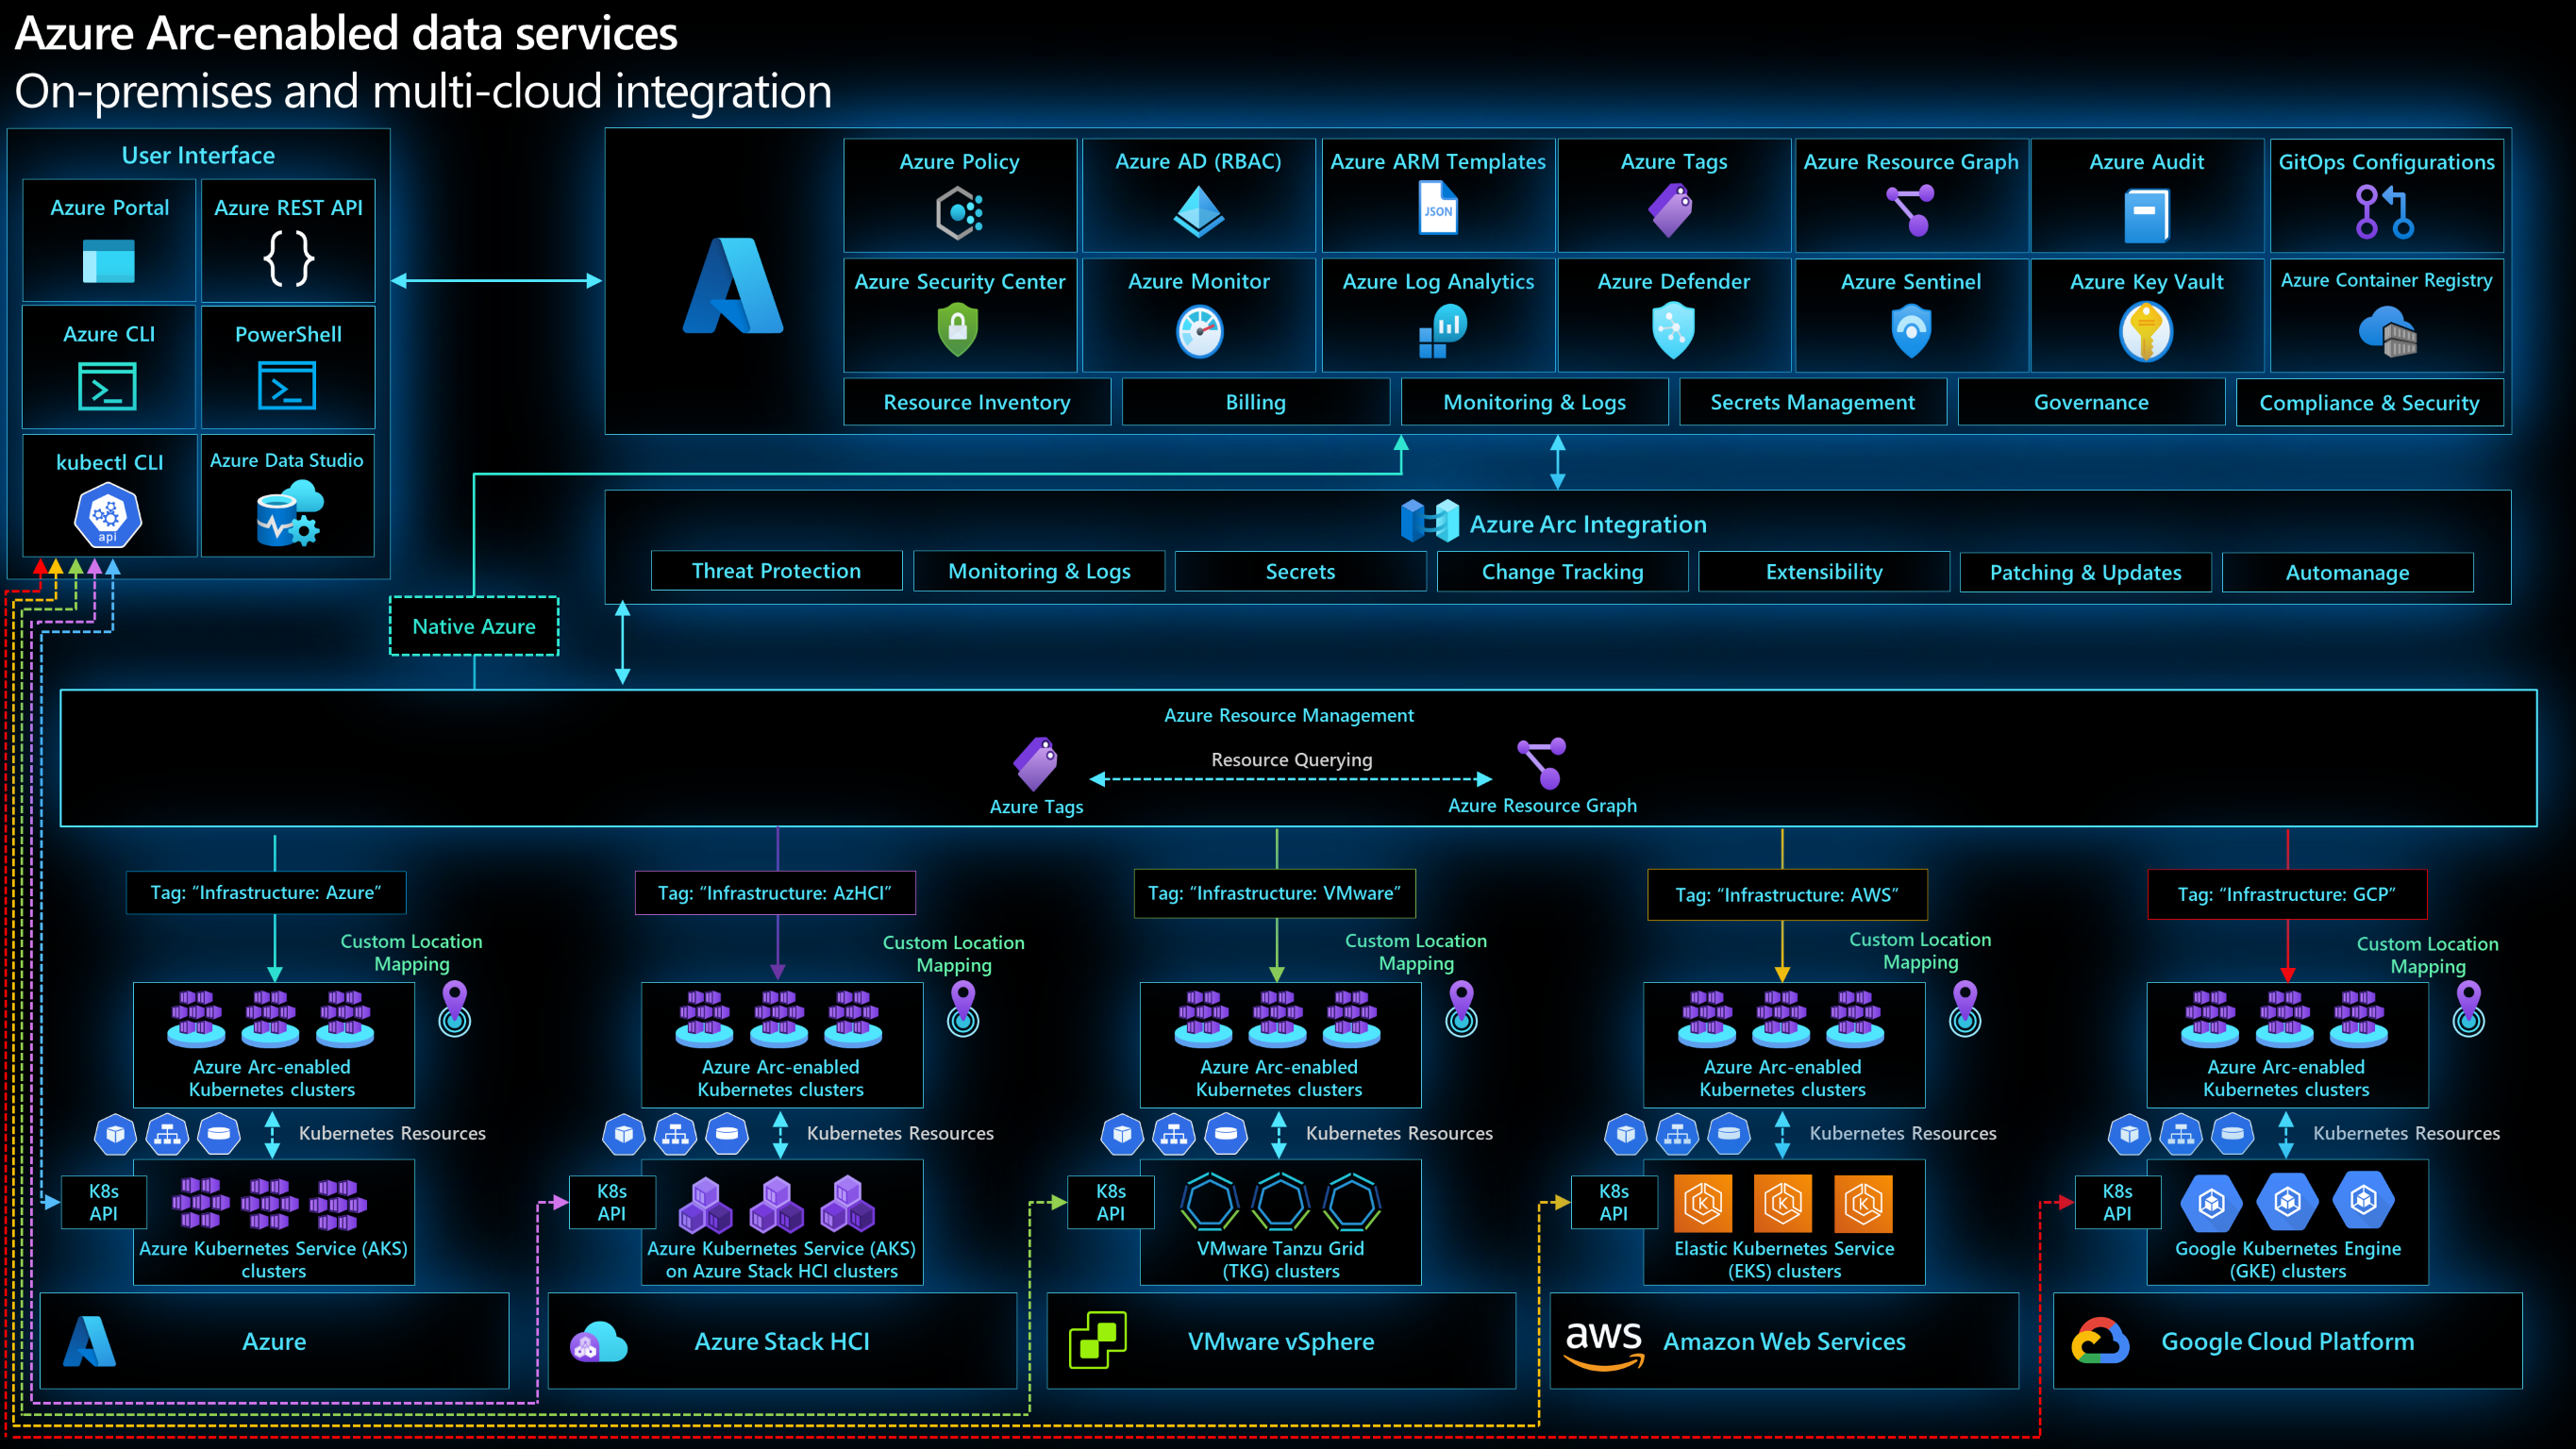 Azure Arc-enabled data services
On-premises and multi-cloud integration
User Interface
Azure Portal
Azure REST API
Azure CLI
PowerShell
kubectl CLI
api
Azure Data Studio
Azure Policy
Azure AD (RBAC)
Azure ARM Templates
JSON
Azure Tags
Azure Resource Graph
Azure Audit
GitOps Configurations
Azure Security Center
Azure Monitor
Azure Log Analytics
Azure Defender
Azure Sentinel
Azure Key Vault
Azure Container Registry
Resource Inventory
Billing
Monitoring & Logs
Secrets Management
Governance
Compliance & Security
Azure Arc Integration
Threat Protection
Monitoring & Logs
Secrets
Change Tracking
Extensibility
Patching & Updates
Automanage
Native Azure
Azure Resource Management
Resource Querying
Azure Tags
Azure Resource Graph
Tag: “Infrastructure: Azure”
Custom Location
Mapping
Azure Arc-enabled
Kubernetes clusters
Kubernetes Resources
K8s
API
Azure Kubernetes Service (AKS)
clusters
Azure
Tag: “Infrastructure: AzHCI”
Custom Location
Mapping
Azure Arc-enabled
Kubernetes clusters
Kubernetes Resources
K8s
API
Azure Kubernetes Service (AKS)
on Azure Stack HCI clusters
Azure Stack HCI
Tag: “Infrastructure: VMware”
Custom Location
Mapping
Azure Arc-enabled
Kubernetes clusters
Kubernetes Resources
K8s
API
VMware Tanzu Grid
(TKG) clusters
VMware vSphere
Tag: “Infrastructure: AWS”
Custom Location
Mapping
Azure Arc-enabled
Kubernetes clusters
Kubernetes Resources
K8s
API
K
K
K
Elastic Kubernetes Service
(EKS) clusters
aws
Amazon Web Services
Tag: “Infrastructure: GCP”
Custom Location
Mapping
Azure Arc-enabled
Kubernetes clusters
Kubernetes Resources
K8s
API
Google Kubernetes Engine
(GKE) clusters
Google Cloud Platform